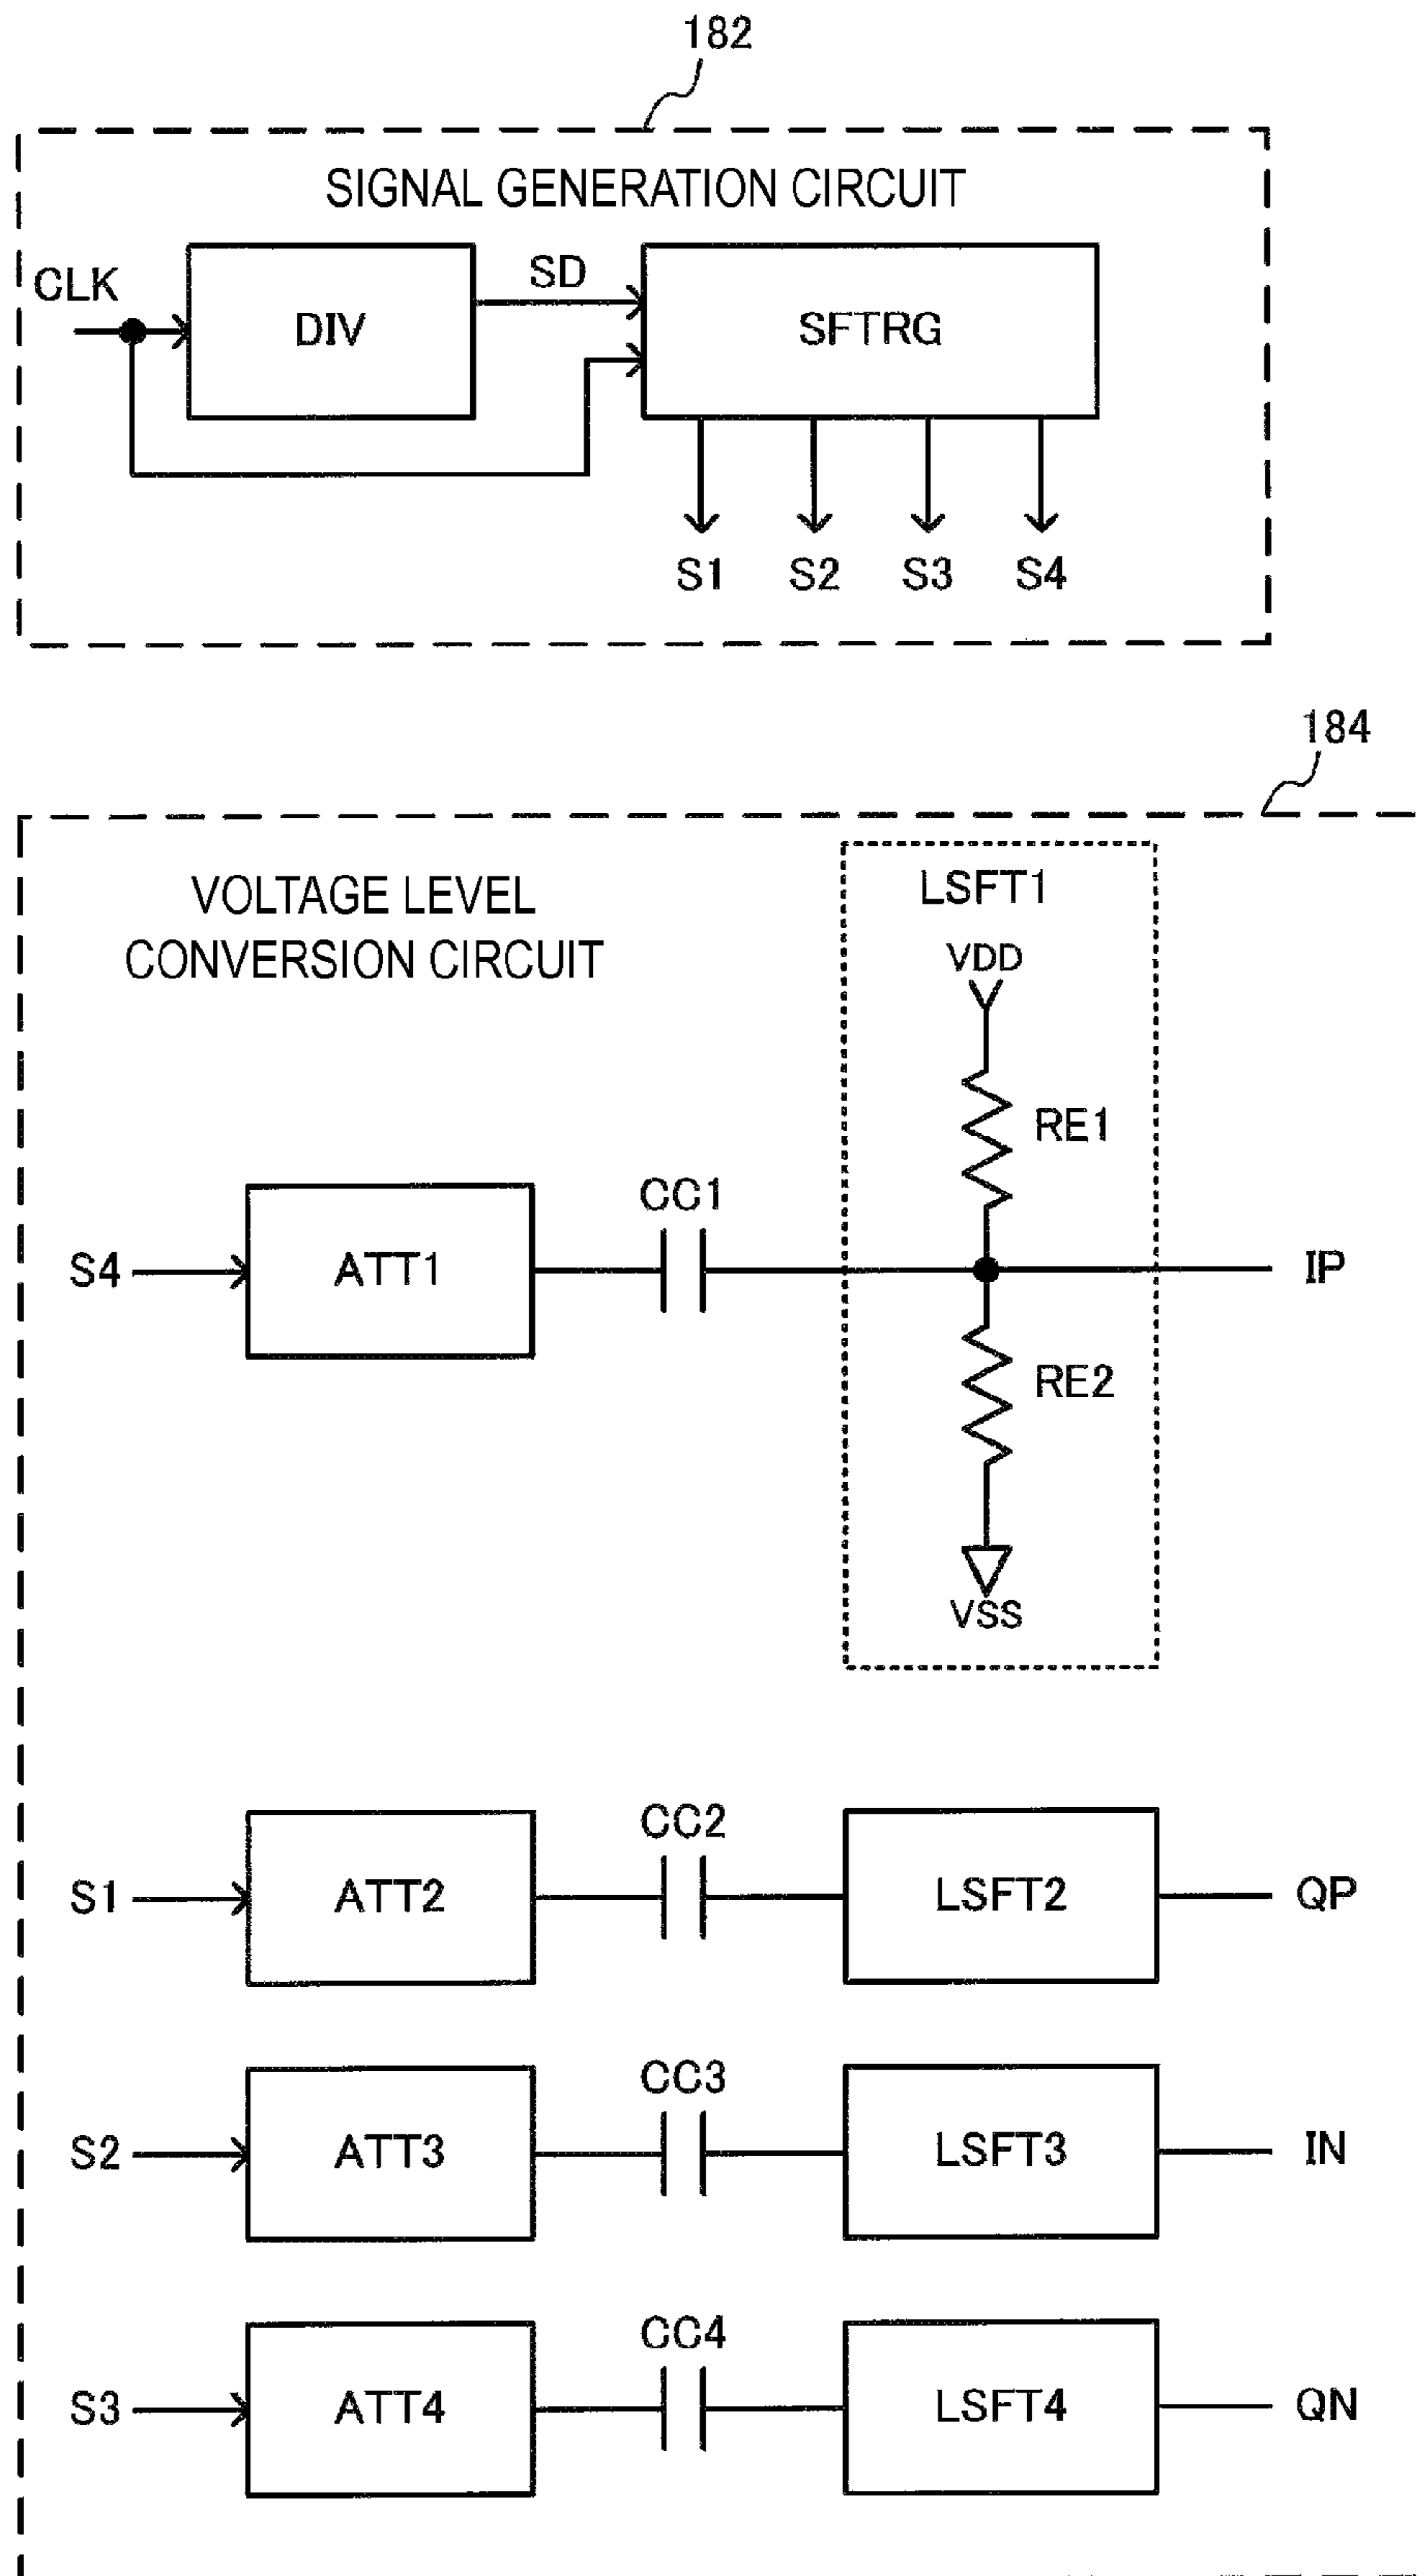 182
SIGNAL GENERATION CIRCUIT
CLK
DIV
SD
SFTRG
S1
S2
S3
S4
184
VOLTAGE LEVEL
CONVERSION CIRCUIT
LSFT1
VDD
RE1
S4
ATT1
CC1
IP
RE2
VSS
S1
ATT2
CC2
LSFT2
QP
S2
ATT3
CC3
LSFT3
IN
S3
ATT4
CC4
LSFT4
QN